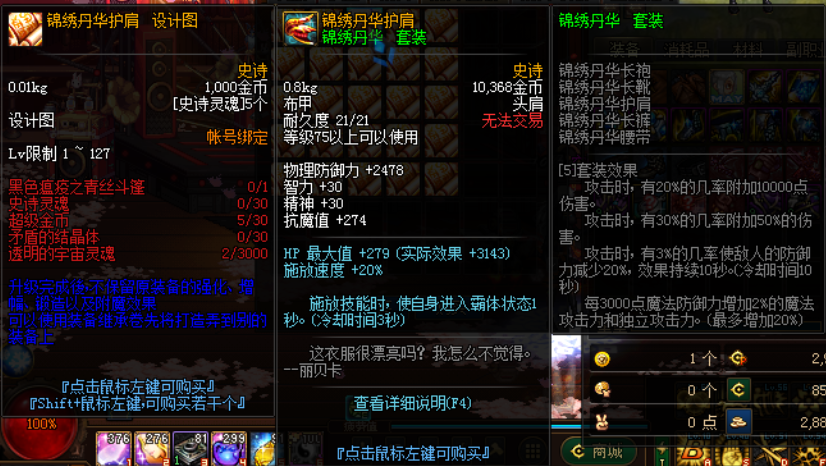 锦绣丹华护肩 设计图
史诗
0.01kg
1,000金币
[史诗灵魂]5个
设计图
帐号绑定
Lv限制 1 ~ 127
黑色瘟疫之青丝斗篷 0/1
史诗灵魂 0/30
超级金币 5/30
矛盾的结晶体 0/30
透明的宇宙灵魂 2/3000
升级完成後,不保留原装备的强化、增
幅、锻造以及附魔效果
可以使用装备继承卷先将打造弄到别的
装备上
『点击鼠标左键可购买』
『Shift+鼠标左键,可购买若干个』
100%
376
276
81
299
锦绣丹华护肩
锦绣丹华 套装
史诗
0.8kg
10,368金币
布甲
头肩
耐久度 21/21
无法交易
等级75以上可以使用
物理防御力 +2478
智力 +30
精神 +30
抗魔值 +274
HP 最大值 +279 (实际效果 +3143)
施放速度 +20%
施放技能时，使自身进入霸体状态1
秒。(冷却时间3秒)
这衣服很漂亮吗？我怎么不觉得。
--丽贝卡
查看详细说明(F4)
『点击鼠标左键可购买』
锦绣丹华 套装
装备 消耗品 材料 副职业
锦绣丹华长袍
锦绣丹华长靴
锦绣丹华护肩
锦绣丹华长裤
锦绣丹华腰带
MAY
[5]套装效果
攻击时，有20%的几率附加10000点
伤害。
攻击时，有30%的几率附加50%的伤
害。
攻击时，有3%的几率使敌人的防御
力减少20%，效果持续10秒。(冷却时间10
秒)
每3000点魔法防御力增加2%的魔法
攻击力和独立攻击力。(最多增加20%)
1 个
0 个
85
0 点
2,88
商城